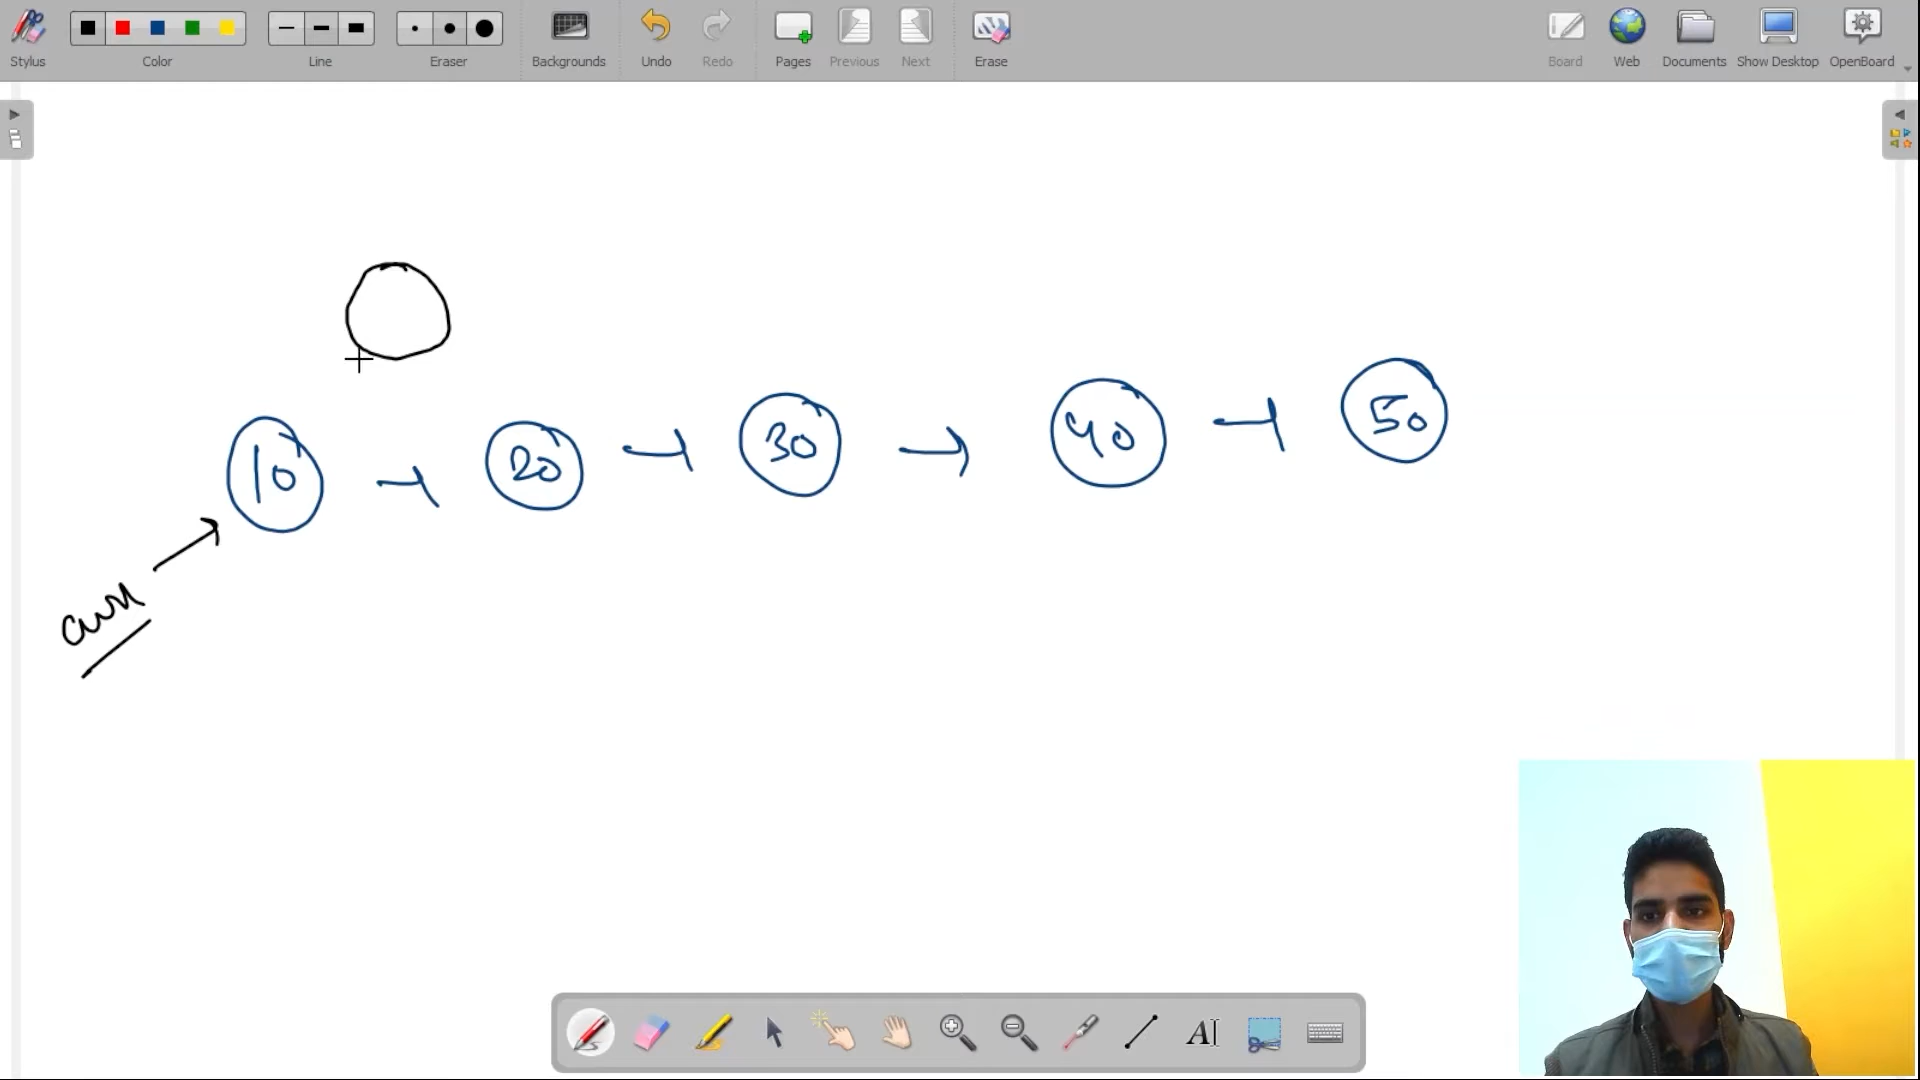 Stylus Color Line Eraser Backgrounds Undo Redo Pages Previous Next Erase Board Web Documents Show Desktop OpenBoard
10 20 30 40 50
curr
AI